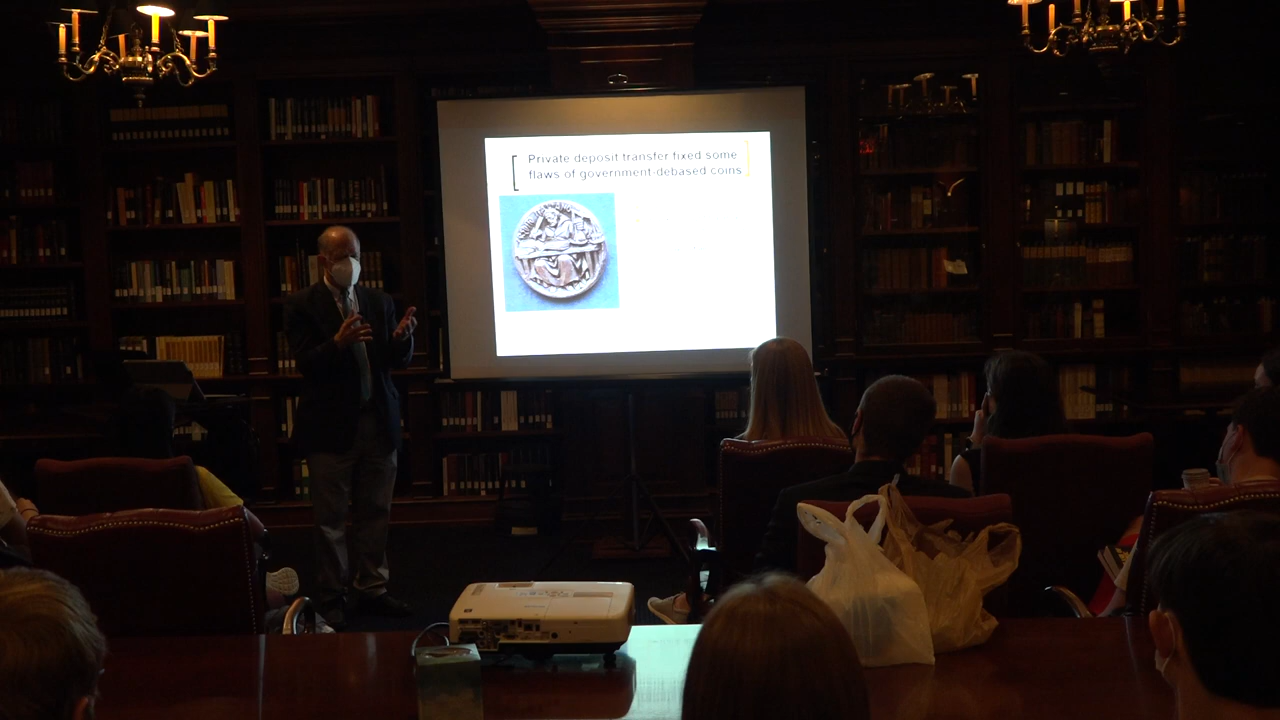 Private deposit transfer fixed some
flaws of government-debased coins